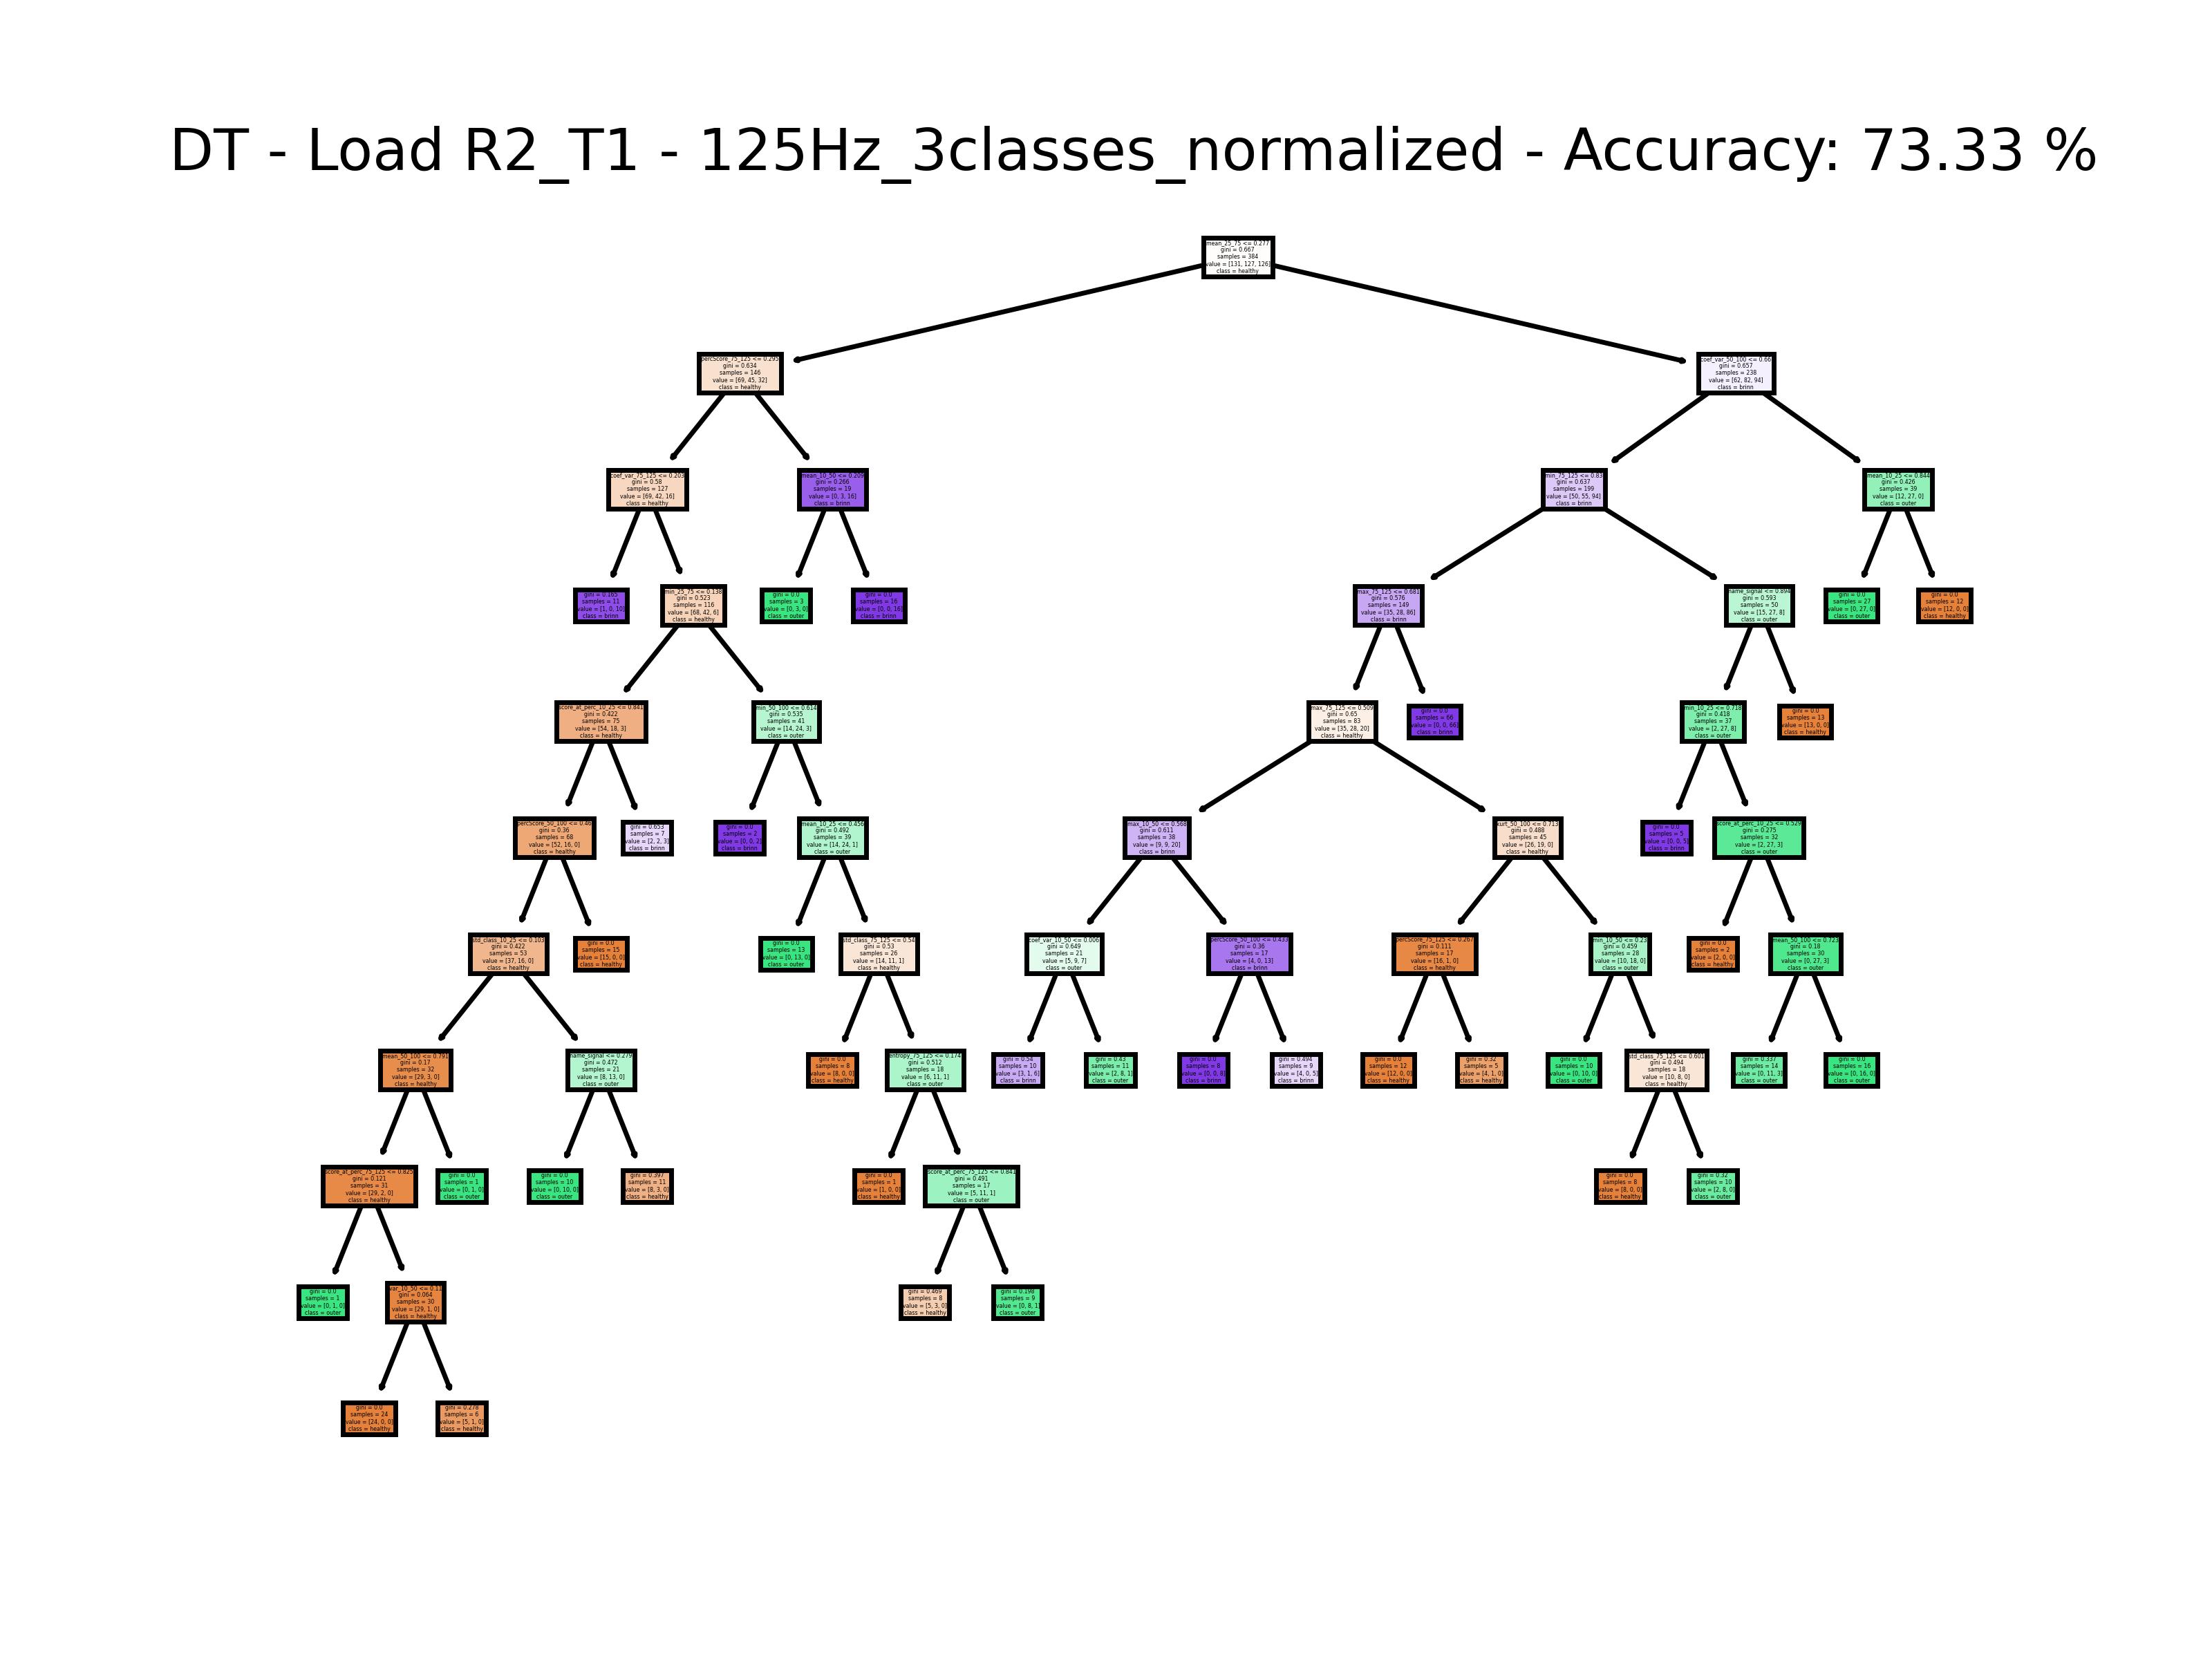 DT - Load R2_T1 - 125Hz_3classes_normalized - Accuracy: 73.33 %
mean_25_75 <= 0.277
gini = 0.667
samples = 384
value = [131, 127, 126]
class = healthy
percScore_75_125 <= 0.295
gini = 0.634
samples = 146
value = [69, 45, 32]
class = healthy
coef_var_50_100 <= 0.66
gini = 0.657
samples = 238
value = [62, 82, 94]
class = brinn
coef_var_75_125 <= 0.203
gini = 0.58
samples = 127
value = [69, 42, 16]
class = healthy
mean_10_50 <= 0.209
gini = 0.266
samples = 19
value = [0, 3, 16]
class = brinn
min_75_125 <= 0.83
gini = 0.637
samples = 199
value = [50, 55, 94]
class = brinn
mean_10_25 <= 0.844
gini = 0.426
samples = 39
value = [12, 27, 0]
class = outer
gini = 0.165
samples = 11
value = [1, 0, 10]
class = brinn
min_25_75 <= 0.138
gini = 0.523
samples = 116
value = [68, 42, 6]
class = healthy
gini = 0.0
samples = 3
value = [0, 3, 0]
class = outer
gini = 0.0
samples = 16
value = [0, 0, 16]
class = brinn
max_75_125 <= 0.681
gini = 0.576
samples = 149
value = [35, 28, 86]
class = brinn
name_signal <= 0.894
gini = 0.593
samples = 50
value = [15, 27, 8]
class = outer
gini = 0.0
samples = 27
value = [0, 27, 0]
class = outer
gini = 0.0
samples = 12
value = [12, 0, 0]
class = healthy
score_at_perc_10_25 <= 0.841
gini = 0.422
samples = 75
value = [54, 18, 3]
class = healthy
min_50_100 <= 0.614
gini = 0.535
samples = 41
value = [14, 24, 3]
class = outer
max_75_125 <= 0.509
gini = 0.65
samples = 83
value = [35, 28, 20]
class = healthy
gini = 0.0
samples = 66
value = [0, 0, 66]
class = brinn
min_10_25 <= 0.718
gini = 0.418
samples = 37
value = [2, 27, 8]
class = outer
gini = 0.0
samples = 13
value = [13, 0, 0]
class = healthy
percScore_50_100 <= 0.46
gini = 0.36
samples = 68
value = [52, 16, 0]
class = healthy
gini = 0.653
samples = 7
value = [2, 2, 3]
class = brinn
gini = 0.0
samples = 2
value = [0, 0, 2]
class = brinn
mean_10_25 <= 0.456
gini = 0.492
samples = 39
value = [14, 24, 1]
class = outer
max_10_50 <= 0.568
gini = 0.611
samples = 38
value = [9, 9, 20]
class = brinn
kurt_50_100 <= 0.713
gini = 0.488
samples = 45
value = [26, 19, 0]
class = healthy
gini = 0.0
samples = 5
value = [0, 0, 5]
class = brinn
score_at_perc_10_25 <= 0.529
gini = 0.275
samples = 32
value = [2, 27, 3]
class = outer
std_class_10_25 <= 0.103
gini = 0.422
samples = 53
value = [37, 16, 0]
class = healthy
gini = 0.0
samples = 15
value = [15, 0, 0]
class = healthy
gini = 0.0
samples = 13
value = [0, 13, 0]
class = outer
std_class_75_125 <= 0.54
gini = 0.53
samples = 26
value = [14, 11, 1]
class = healthy
coef_var_10_50 <= 0.006
gini = 0.649
samples = 21
value = [5, 9, 7]
class = outer
percScore_50_100 <= 0.433
gini = 0.36
samples = 17
value = [4, 0, 13]
class = brinn
percScore_75_125 <= 0.267
gini = 0.111
samples = 17
value = [16, 1, 0]
class = healthy
min_10_50 <= 0.23
gini = 0.459
samples = 28
value = [10, 18, 0]
class = outer
gini = 0.0
samples = 2
value = [2, 0, 0]
class = healthy
mean_50_100 <= 0.723
gini = 0.18
samples = 30
value = [0, 27, 3]
class = outer
mean_50_100 <= 0.791
gini = 0.17
samples = 32
value = [29, 3, 0]
class = healthy
name_signal <= 0.279
gini = 0.472
samples = 21
value = [8, 13, 0]
class = outer
gini = 0.0
samples = 8
value = [8, 0, 0]
class = healthy
entropy_75_125 <= 0.174
gini = 0.512
samples = 18
value = [6, 11, 1]
class = outer
gini = 0.54
samples = 10
value = [3, 1, 6]
class = brinn
gini = 0.43
samples = 11
value = [2, 8, 1]
class = outer
gini = 0.0
samples = 8
value = [0, 0, 8]
class = brinn
gini = 0.494
samples = 9
value = [4, 0, 5]
class = brinn
gini = 0.0
samples = 12
value = [12, 0, 0]
class = healthy
gini = 0.32
samples = 5
value = [4, 1, 0]
class = healthy
gini = 0.0
samples = 10
value = [0, 10, 0]
class = outer
std_class_75_125 <= 0.601
gini = 0.494
samples = 18
value = [10, 8, 0]
class = healthy
gini = 0.337
samples = 14
value = [0, 11, 3]
class = outer
gini = 0.0
samples = 16
value = [0, 16, 0]
class = outer
score_at_perc_75_125 <= 0.825
gini = 0.121
samples = 31
value = [29, 2, 0]
class = healthy
gini = 0.0
samples = 1
value = [0, 1, 0]
class = outer
gini = 0.0
samples = 10
value = [0, 10, 0]
class = outer
gini = 0.397
samples = 11
value = [8, 3, 0]
class = healthy
gini = 0.0
samples = 1
value = [1, 0, 0]
class = healthy
score_at_perc_75_125 <= 0.841
gini = 0.491
samples = 17
value = [5, 11, 1]
class = outer
gini = 0.0
samples = 8
value = [8, 0, 0]
class = healthy
gini = 0.32
samples = 10
value = [2, 8, 0]
class = outer
gini = 0.0
samples = 1
value = [0, 1, 0]
class = outer
var_10_50 <= 0.11
gini = 0.064
samples = 30
value = [29, 1, 0]
class = healthy
gini = 0.469
samples = 8
value = [5, 3, 0]
class = healthy
gini = 0.198
samples = 9
value = [0, 8, 1]
class = outer
gini = 0.0
samples = 24
value = [24, 0, 0]
class = healthy
gini = 0.278
samples = 6
value = [5, 1, 0]
class = healthy